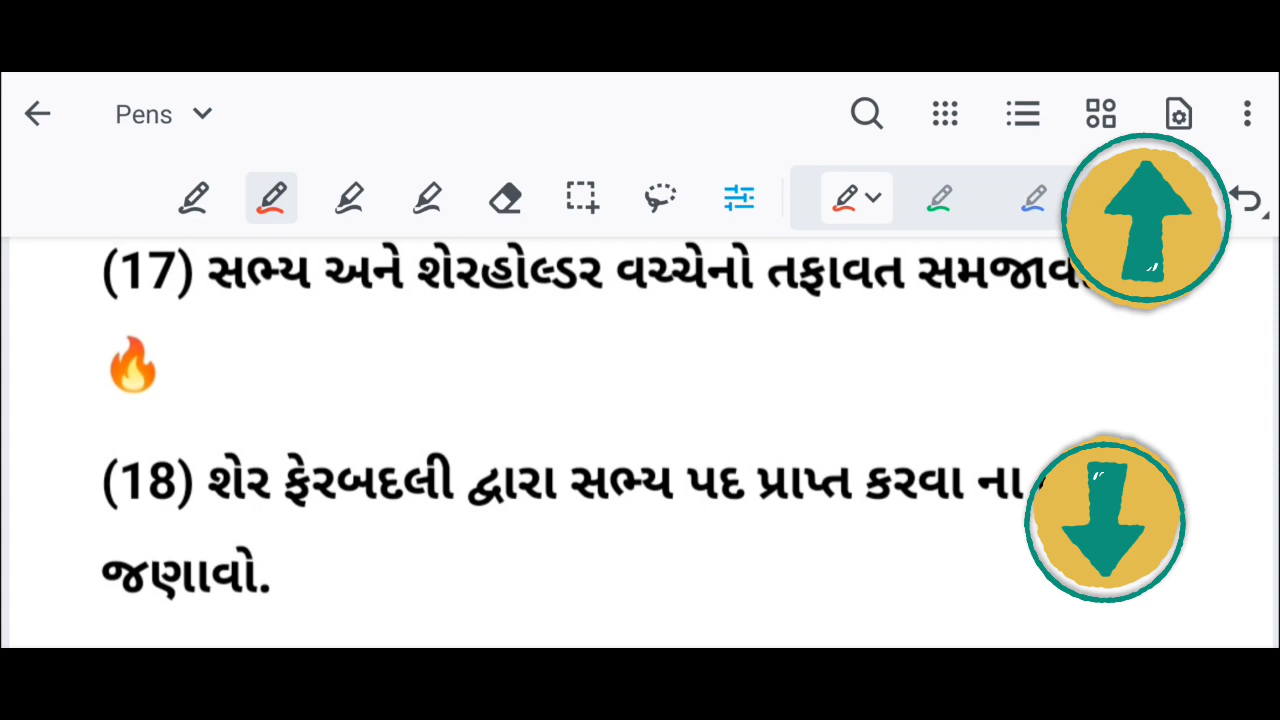 Pens
(17) સભ્ય અને શેરહોલ્ડર વચ્ચેનો તફાવત સમજાવો
(18) શેર ફેરબદલી દ્વારા સભ્ય પદ પ્રાપ્ત કરવા ના
જણાવો.